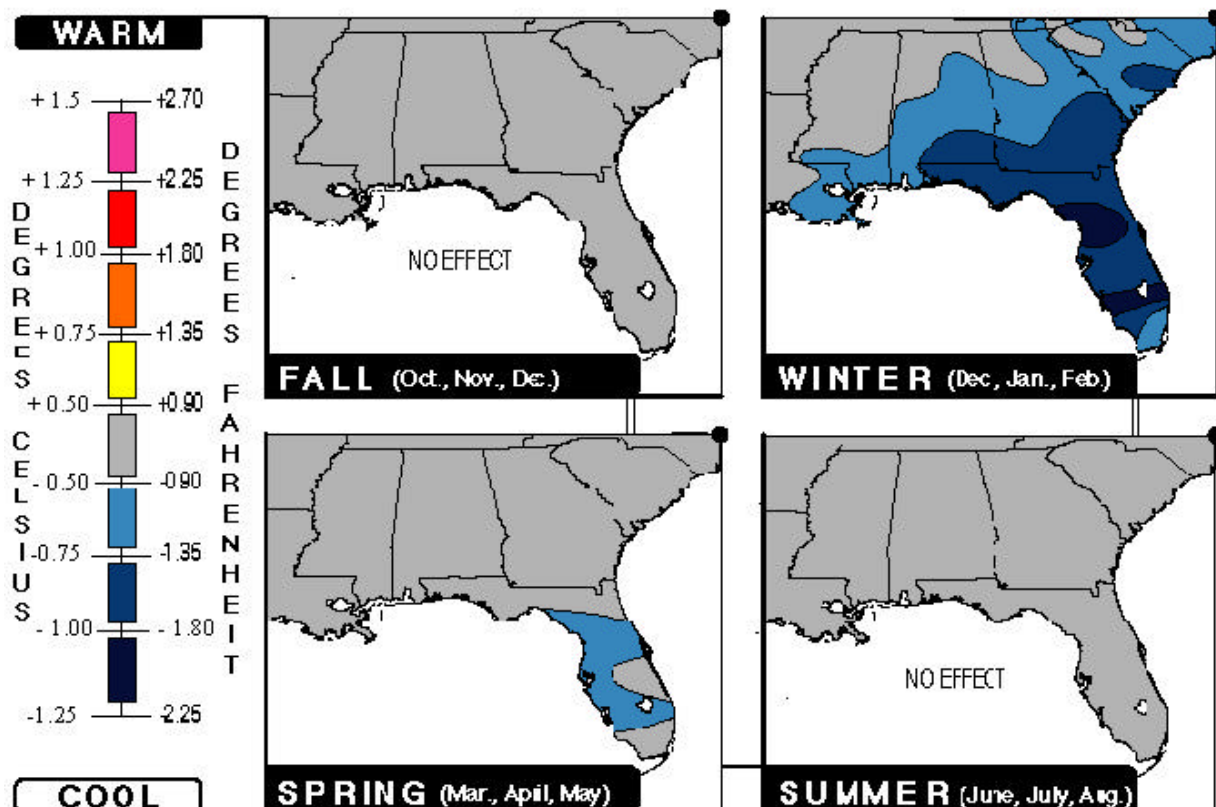 WARM
+ 1.5 +2.70
+ 1.25 +2.25
+ 1.00 +1.80
+ 0.75 +1.35
+ 0.50 +0.90
- 0.50 -0.90
-0.75 -1.35
- 1.00 - 1.80
-1.25 -2.25
DEGREES CELSIUS
DEGREES FAHRENHEIT
COOL
NO EFFECT
FALL (Oct., Nov., Dec.)
WINTER (Dec, Jan., Feb.)
SPRING (Mar., April, May)
NO EFFECT
SUMMER (June, July, Aug.)